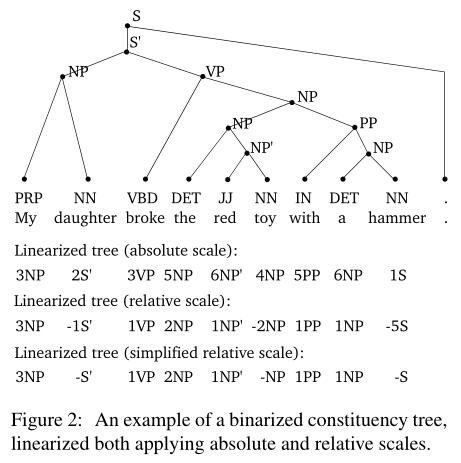 S
S'
NP
VP
NP
NP
PP
NP'
NP
PRP NN VBD DET JJ NN IN DET NN .
My daughter broke the red toy with a hammer .
Linearized tree (absolute scale):
3NP 2S' 3VP 5NP 6NP' 4NP 5PP 6NP 1S
Linearized tree (relative scale):
3NP -1S' 1VP 2NP 1NP' -2NP 1PP 1NP -5S
Linearized tree (simplified relative scale):
3NP -S' 1VP 2NP 1NP' -NP 1PP 1NP -S
Figure 2: An example of a binarized constituency tree,
linearized both applying absolute and relative scales.